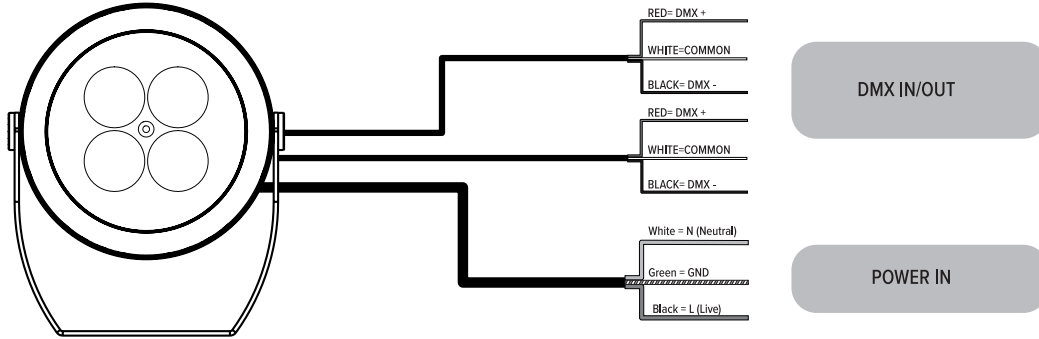 RED= DMX +
WHITE=COMMON
BLACK= DMX -
DMX IN/OUT
RED= DMX +
WHITE=COMMON
BLACK= DMX -
White = N (Neutral)
Green = GND
Black = L (Live)
POWER IN